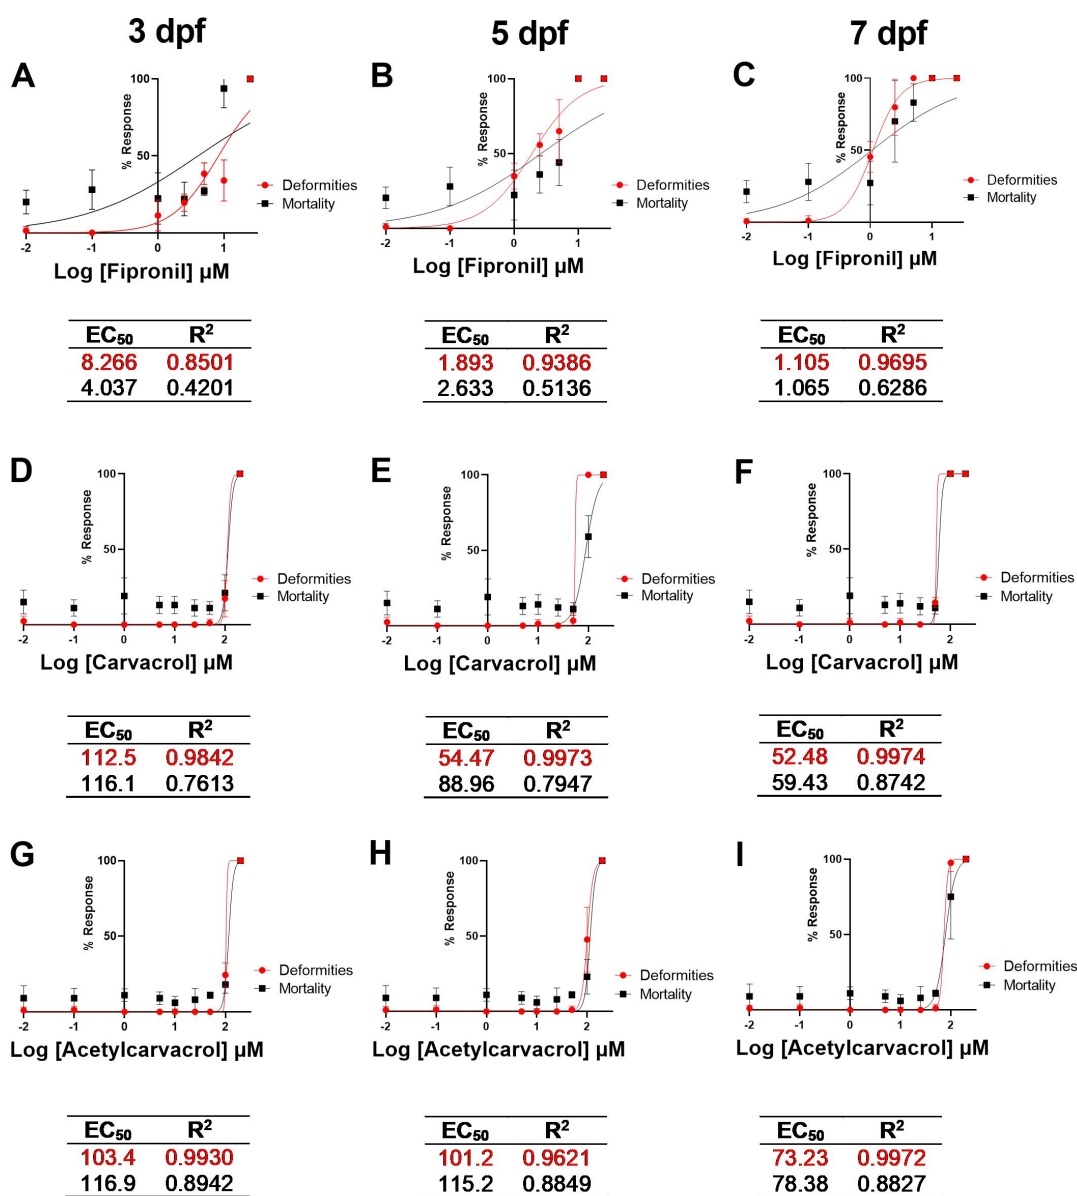 3 dpf 5 dpf 7 dpf
A B C
100 100 100
% Response % Response % Response
50 50 50
Deformities Deformities Deformities
Mortality Mortality Mortality
-2 -1 0 1 -2 -1 0 1 -2 -1 0 1
Log [Fipronil] µM Log [Fipronil] µM Log [Fipronil] µM
EC50 R2 EC50 R2 EC50 R2
8.266 0.8501 1.893 0.9386 1.105 0.9695
4.037 0.4201 2.633 0.5136 1.065 0.6286
D E F
100 100 100
% Response % Response % Response
50 50 50
Deformities Deformities Deformities
Mortality Mortality Mortality
-2 -1 0 1 2 -2 -1 0 1 2 -2 -1 0 1 2
Log [Carvacrol] µM Log [Carvacrol] µM Log [Carvacrol] µM
EC50 R2 EC50 R2 EC50 R2
112.5 0.9842 54.47 0.9973 52.48 0.9974
116.1 0.7613 88.96 0.7947 59.43 0.8742
G H I
100 100 100
% Response % Response % Response
50 50 50
Deformities Deformities Deformities
Mortality Mortality Mortality
-2 -1 0 1 2 -2 -1 0 1 2 -2 -1 0 1 2
Log [Acetylcarvacrol] µM Log [Acetylcarvacrol] µM Log [Acetylcarvacrol] µM
EC50 R2 EC50 R2 EC50 R2
103.4 0.9930 101.2 0.9621 73.23 0.9972
116.9 0.8942 115.2 0.8849 78.38 0.8827